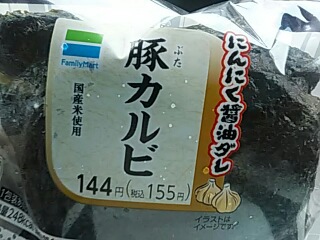 FamilyMart
にんにく醤油ダレ
ぶた
豚カルビ
国産米使用
144円(税込155円)
イラストは
イメージです。